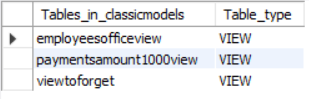 Tables_in_classicmodels Table_type
employeesofficeview VIEW
paymentsamount1000view VIEW
viewtoforget VIEW